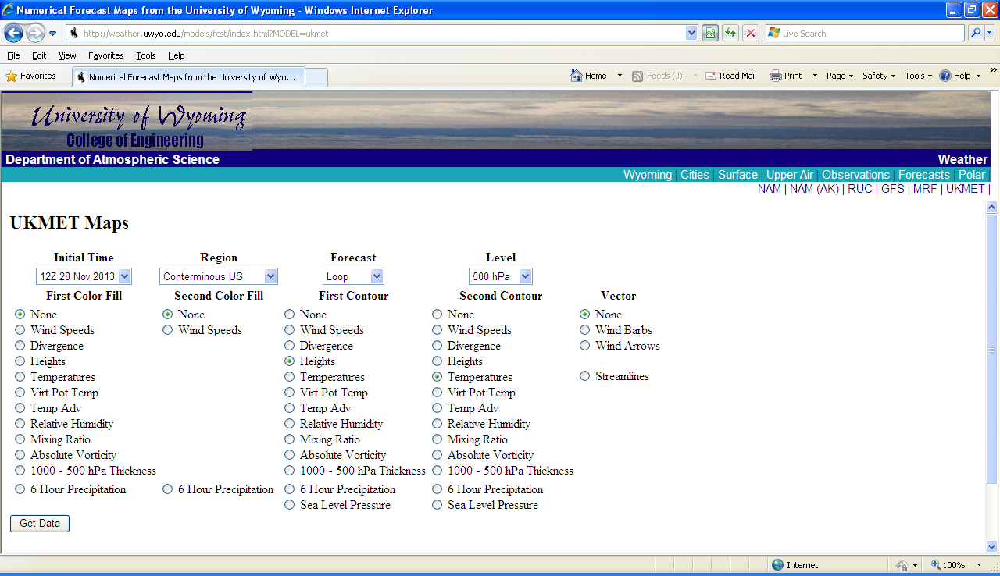 Numerical Forecast Maps from the University of Wyoming - Windows Internet Explorer
http://weather.uwyo.edu/models/fcst/index.html?MODEL=ukmet
Live Search
File Edit View Favorites Tools Help
Favorites Numerical Forecast Maps from the University of Wyo... Home Feeds (J) Read Mail Print Page Safety Tools Help »
University of Wyoming
College of Engineering
Department of Atmospheric Science Weather
Wyoming | Cities | Surface | Upper Air | Observations | Forecasts | Polar |
NAM | NAM (AK) | RUC | GFS | MRF | UKMET |
UKMET Maps
Initial Time Region Forecast Level
12Z 28 Nov 2013 Conterminous US Loop 500 hPa
First Color Fill Second Color Fill First Contour Second Contour Vector
None None None None None
Wind Speeds Wind Speeds Wind Speeds Wind Speeds Wind Barbs
Divergence Divergence Divergence Wind Arrows
Heights Heights Heights
Temperatures Temperatures Temperatures Streamlines
Virt Pot Temp Virt Pot Temp Virt Pot Temp
Temp Adv Temp Adv Temp Adv
Relative Humidity Relative Humidity Relative Humidity
Mixing Ratio Mixing Ratio Mixing Ratio
Absolute Vorticity Absolute Vorticity Absolute Vorticity
1000 - 500 hPa Thickness 1000 - 500 hPa Thickness 1000 - 500 hPa Thickness
6 Hour Precipitation 6 Hour Precipitation 6 Hour Precipitation 6 Hour Precipitation
Sea Level Pressure Sea Level Pressure
Get Data
Internet 100%